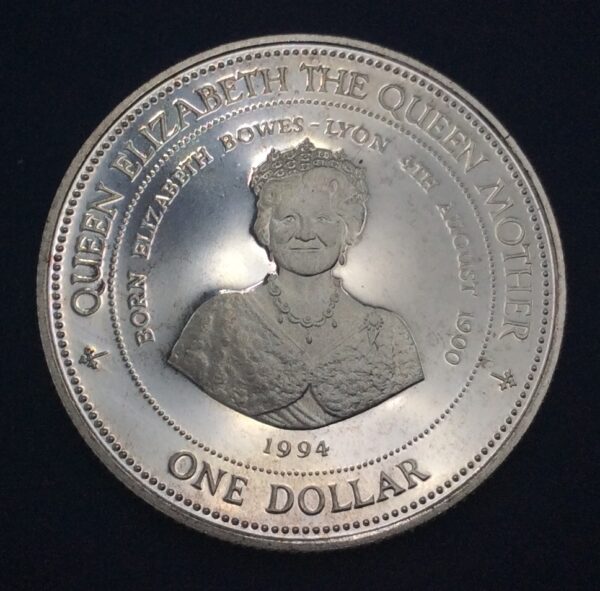 QUEEN ELIZABETH THE QUEEN MOTHER
BORN ELIZABETH BOWES-LYON 4TH AUGUST 1900
1994
ONE DOLLAR